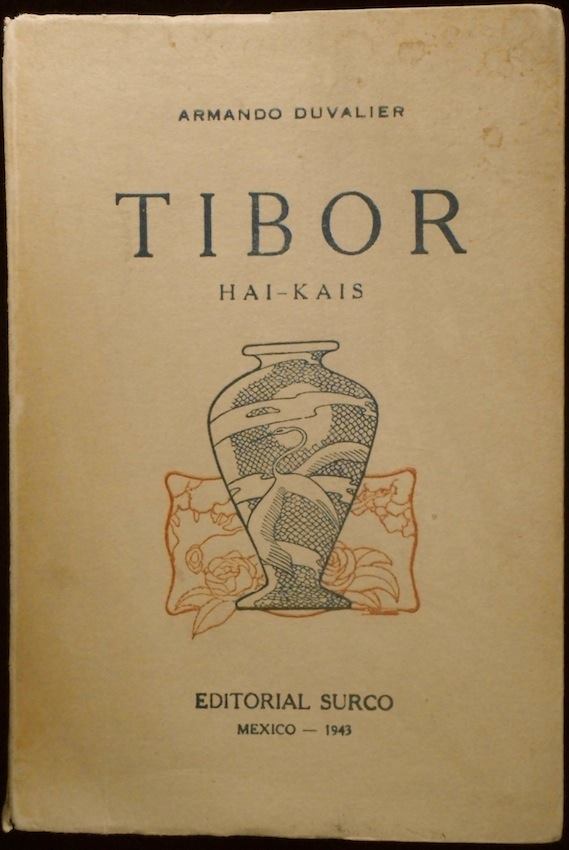 ARMANDO DUVALIER
TIBOR
HAI-KAIS
EDITORIAL SURCO
MEXICO — 1943